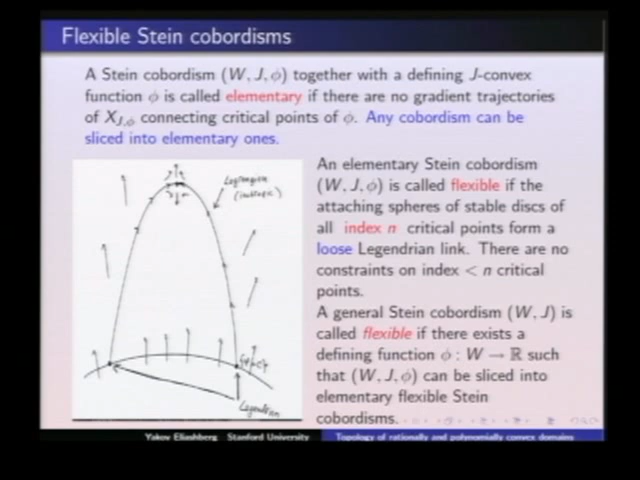 Flexible Stein cobordisms
A Stein cobordism (W, J, ϕ) together with a defining J-convex
function ϕ is called elementary if there are no gradient trajectories
of X_{J,ϕ} connecting critical points of ϕ. Any cobordism can be
sliced into elementary ones.
Lagrangian
(isotropic)
Legendrian
An elementary Stein cobordism
(W, J, ϕ) is called flexible if the
attaching spheres of stable discs of
all index n critical points form a
loose Legendrian link. There are no
constraints on index < n critical
points.
A general Stein cobordism (W, J) is
called flexible if there exists a
defining function ϕ : W → ℝ such
that (W, J, ϕ) can be sliced into
elementary flexible Stein
cobordisms.
Yakov Eliashberg Stanford University Topology of rationally and polynomially convex domains